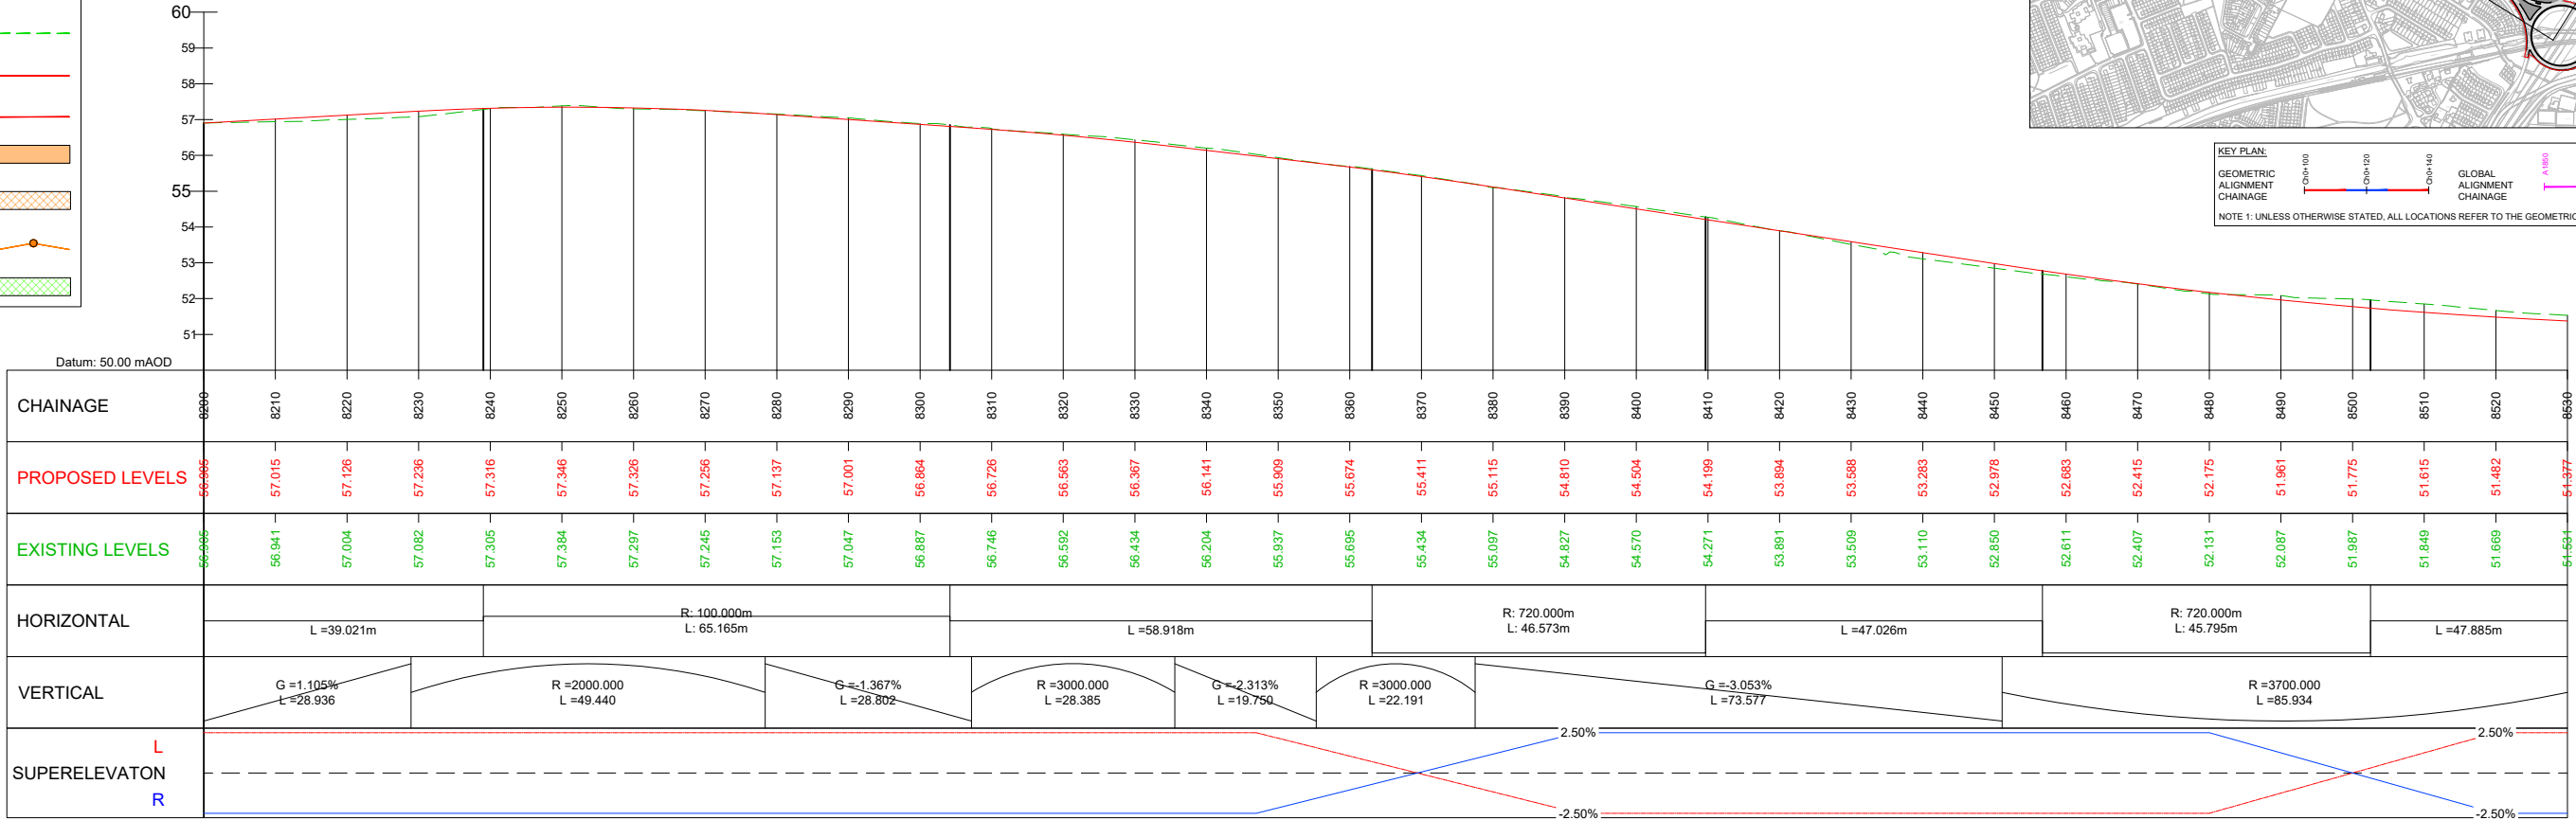 60
59
58
57
56
55
54
53
52
51
Datum: 50.00 mAOD
KEY PLAN:
GEOMETRIC ALIGNMENT CHAINAGE
Ch0+100 Ch0+120 Ch0+140
GLOBAL ALIGNMENT CHAINAGE
A1850
NOTE 1: UNLESS OTHERWISE STATED, ALL LOCATIONS REFER TO THE GEOMETRIC
CHAINAGE 8200 8210 8220 8230 8240 8250 8260 8270 8280 8290 8300 8310 8320 8330 8340 8350 8360 8370 8380 8390 8400 8410 8420 8430 8440 8450 8460 8470 8480 8490 8500 8510 8520 8530
PROPOSED LEVELS 57.015 57.126 57.236 57.316 57.346 57.326 57.256 57.137 57.001 56.864 56.726 56.563 56.367 56.141 55.909 55.674 55.411 55.115 54.810 54.504 54.199 53.894 53.588 53.283 52.978 52.683 52.415 52.175 51.961 51.775 51.615 51.482 51.377
EXISTING LEVELS 56.941 57.004 57.082 57.305 57.384 57.297 57.245 57.153 57.047 56.887 56.746 56.592 56.434 56.204 55.937 55.695 55.434 55.097 54.827 54.570 54.271 53.891 53.509 53.110 52.850 52.611 52.407 52.131 52.087 51.987 51.849 51.669 51.531
HORIZONTAL
L =39.021m
R: 100.000m
L: 65.165m
L =58.918m
R: 720.000m
L: 46.573m
L =47.026m
R: 720.000m
L: 45.795m
L =47.885m
VERTICAL
G =1.105%
L =28.936
R =2000.000
L =49.440
G =-1.367%
L =28.802
R =3000.000
L =28.385
G =-2.313%
L =19.750
R =3000.000
L =22.191
G =-3.053%
L =73.577
R =3700.000
L =85.934
L
SUPERELEVATON
R
2.50%
-2.50%
2.50%
-2.50%